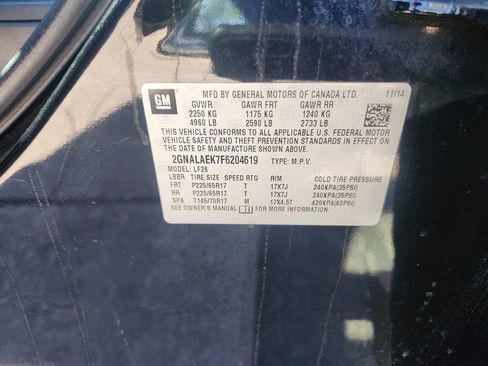 MFD BY GENERAL MOTORS OF CANADA LTD. 11/14
GM
GVWR GAWR FRT GAWR RR
2250 KG 1175 KG 1240 KG
4960 LB 2590 LB 2733 LB
THIS VEHICLE CONFORMS TO ALL APPLICABLE U.S. FEDERAL MOTOR
VEHICLE SAFETY AND THEFT PREVENTION STANDARDS IN EFFECT ON
THE DATE OF MANUFACTURE SHOWN ABOVE.
2GNALAEK7F6204619 TYPE: M.P.V.
MODEL: LF26
TIRE SIZE SPEED RTG RIM COLD TIRE PRESSURE
FRT P225/65R17 T 17X7J 240KPA(35PSI)
RR P225/65R17 T 17X7J 240KPA(35PSI)
SPA T145/70R17 M 17X4.5T 420KPA(60PSI)
SEE OWNER'S MANUAL